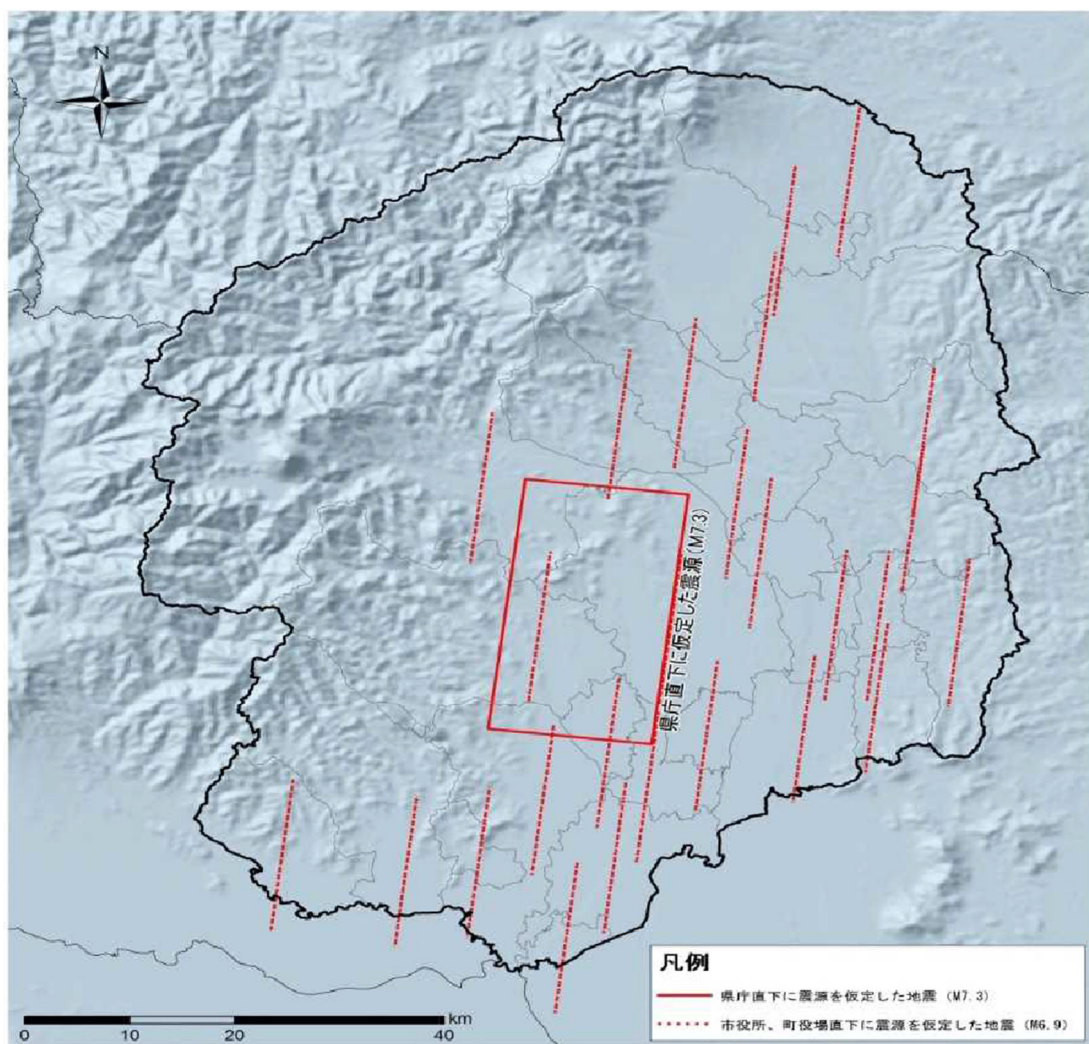 N
県庁直下に仮定した震源(M7.3)
凡例
県庁直下に震源を仮定した地震 (M7.3)
市役所、町役場直下に震源を仮定した地震 (M6.9)
km
0 10 20 40